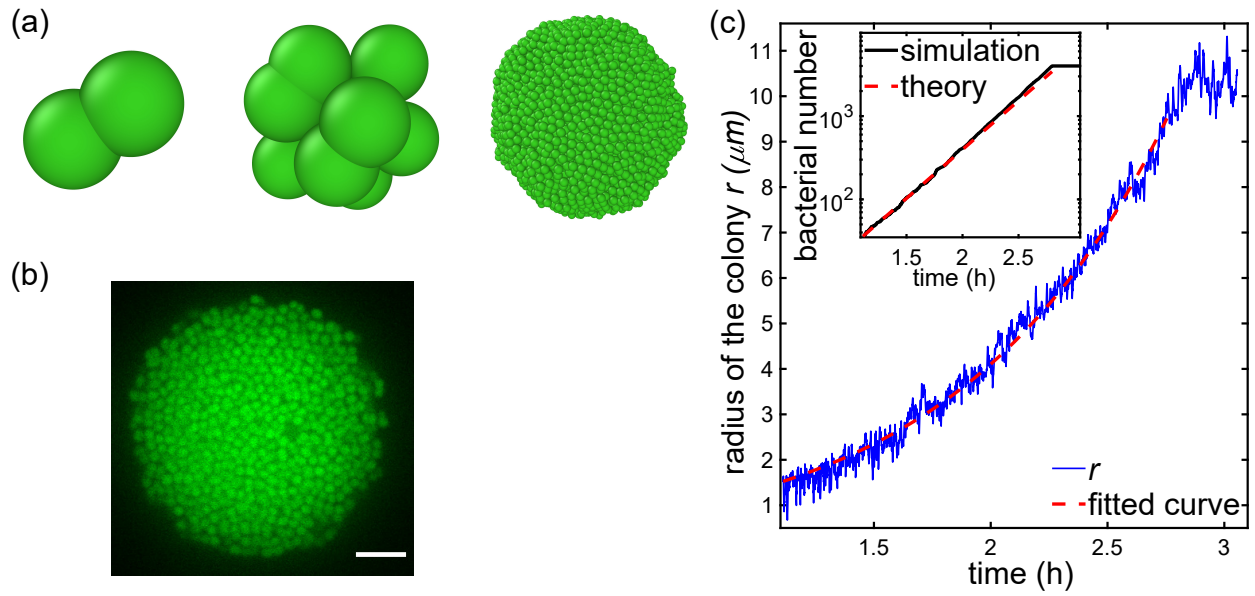 (a)
(b)
(c)
radius of the colony r (μm)
11
10
9
8
7
6
5
4
3
2
1
1.5
2
2.5
3
time (h)
r
fitted curve
bacterial number
10³
10²
1.5
2
2.5
time (h)
simulation
theory